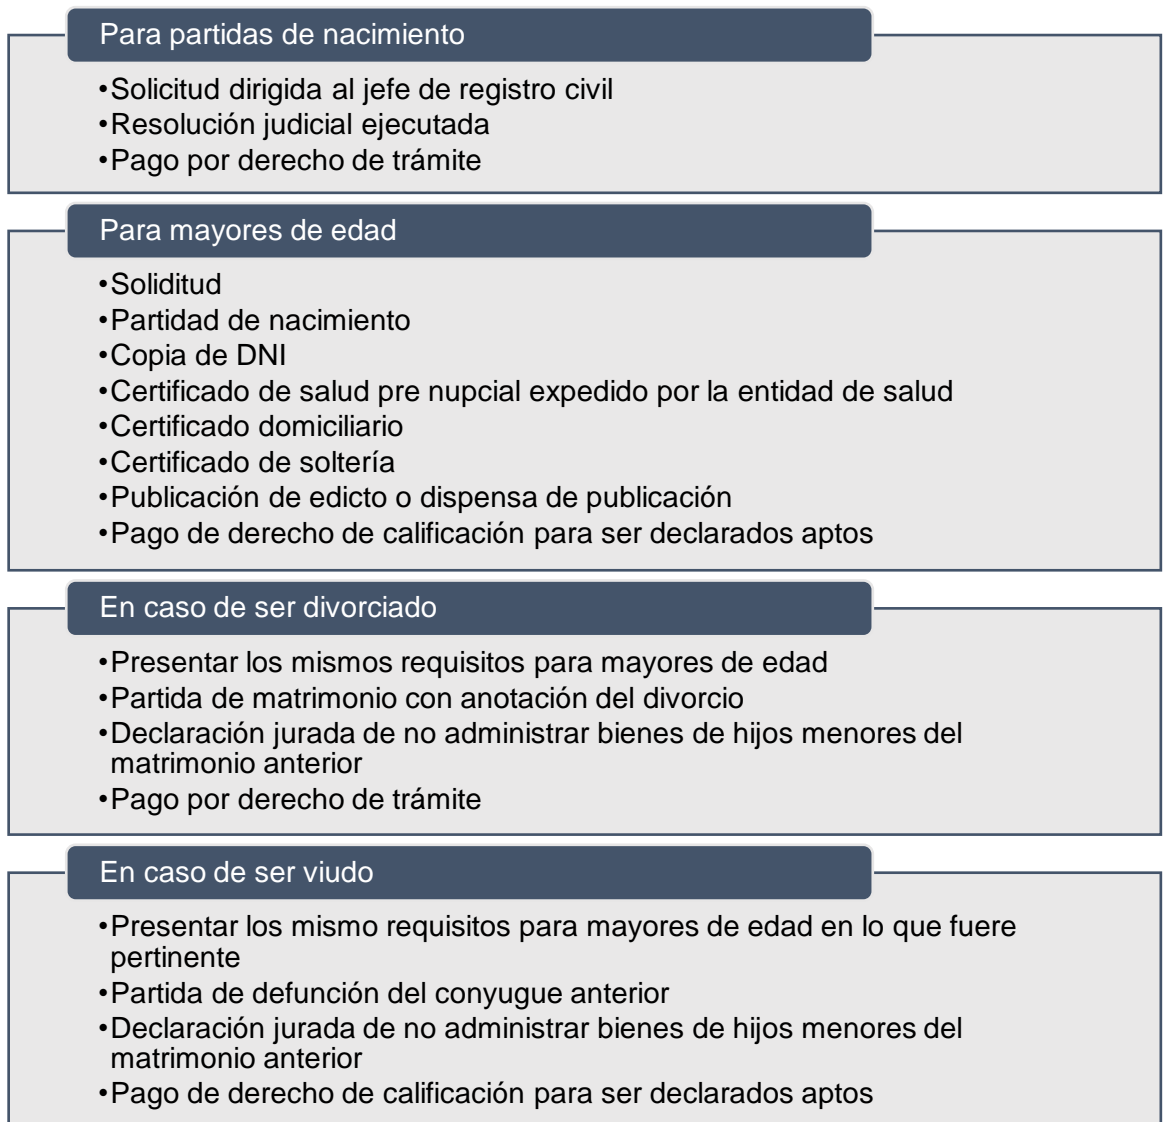 Para partidas de nacimiento
•Solicitud dirigida al jefe de registro civil
•Resolución judicial ejecutada
•Pago por derecho de trámite
Para mayores de edad
•Soliditud
•Partidad de nacimiento
•Copia de DNI
•Certificado de salud pre nupcial expedido por la entidad de salud
•Certificado domiciliario
•Certificado de soltería
•Publicación de edicto o dispensa de publicación
•Pago de derecho de calificación para ser declarados aptos
En caso de ser divorciado
•Presentar los mismos requisitos para mayores de edad
•Partida de matrimonio con anotación del divorcio
•Declaración jurada de no administrar bienes de hijos menores del
matrimonio anterior
•Pago por derecho de trámite
En caso de ser viudo
•Presentar los mismo requisitos para mayores de edad en lo que fuere
pertinente
•Partida de defunción del conyugue anterior
•Declaración jurada de no administrar bienes de hijos menores del
matrimonio anterior
•Pago de derecho de calificación para ser declarados aptos